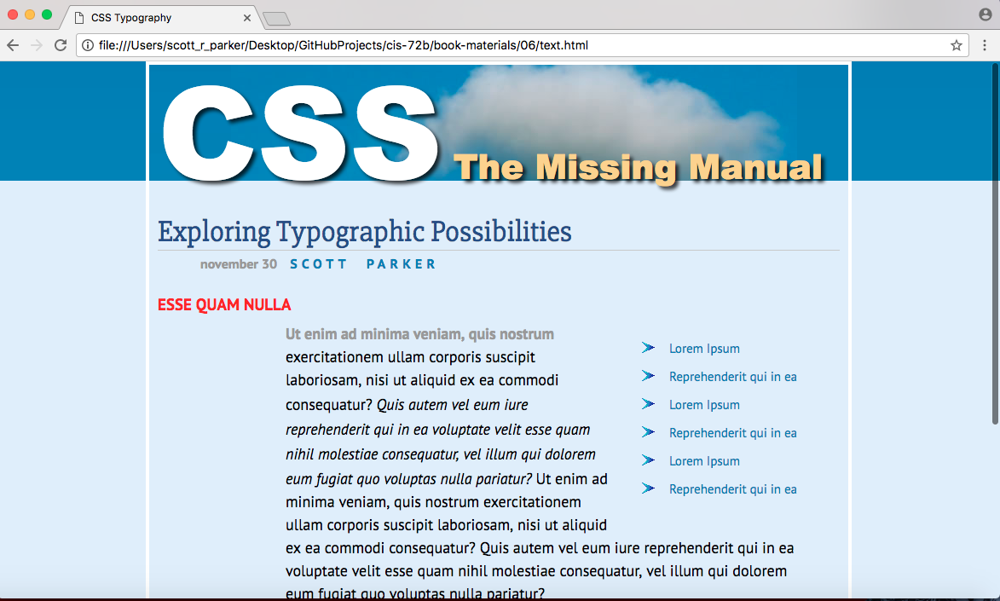 CSS Typography
file:///Users/scott_r_parker/Desktop/GitHubProjects/cis-72b/book-materials/06/text.html
CSS The Missing Manual
Exploring Typographic Possibilities
november 30 SCOTT PARKER
ESSE QUAM NULLA
Ut enim ad minima veniam, quis nostrum
exercitationem ullam corporis suscipit
laboriosam, nisi ut aliquid ex ea commodi
consequatur? Quis autem vel eum iure
reprehenderit qui in ea voluptate velit esse quam
nihil molestiae consequatur, vel illum qui dolorem
eum fugiat quo voluptas nulla pariatur? Ut enim ad
minima veniam, quis nostrum exercitationem
ullam corporis suscipit laboriosam, nisi ut aliquid
ex ea commodi consequatur? Quis autem vel eum iure reprehenderit qui in ea
voluptate velit esse quam nihil molestiae consequatur, vel illum qui dolorem
eum fugiat quo voluptas nulla pariatur?
Lorem Ipsum
Reprehenderit qui in ea
Lorem Ipsum
Reprehenderit qui in ea
Lorem Ipsum
Reprehenderit qui in ea